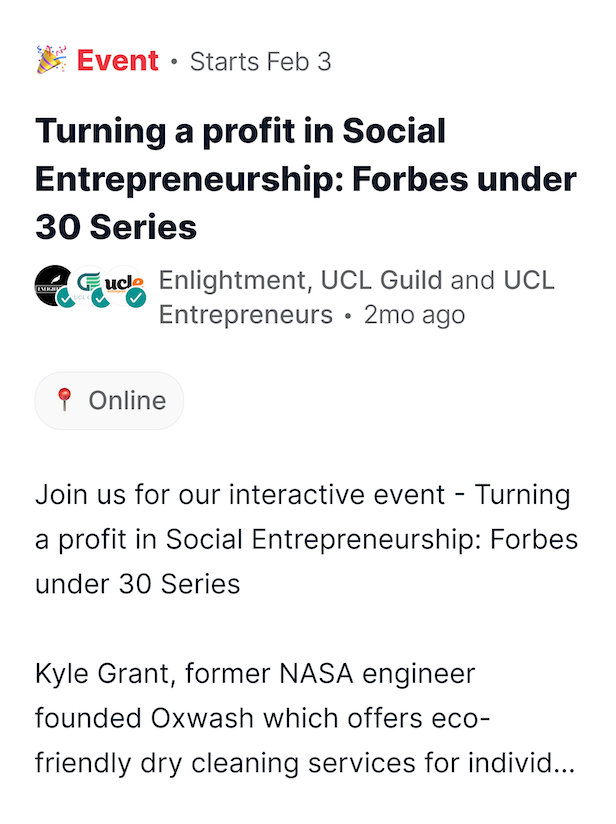 Event • Starts Feb 3
Turning a profit in Social
Entrepreneurship: Forbes under
30 Series
ucl
Enlightment, UCL Guild and UCL
Entrepreneurs • 2mo ago
Online
Join us for our interactive event - Turning
a profit in Social Entrepreneurship: Forbes
under 30 Series
Kyle Grant, former NASA engineer
founded Oxwash which offers eco-
friendly dry cleaning services for individ...